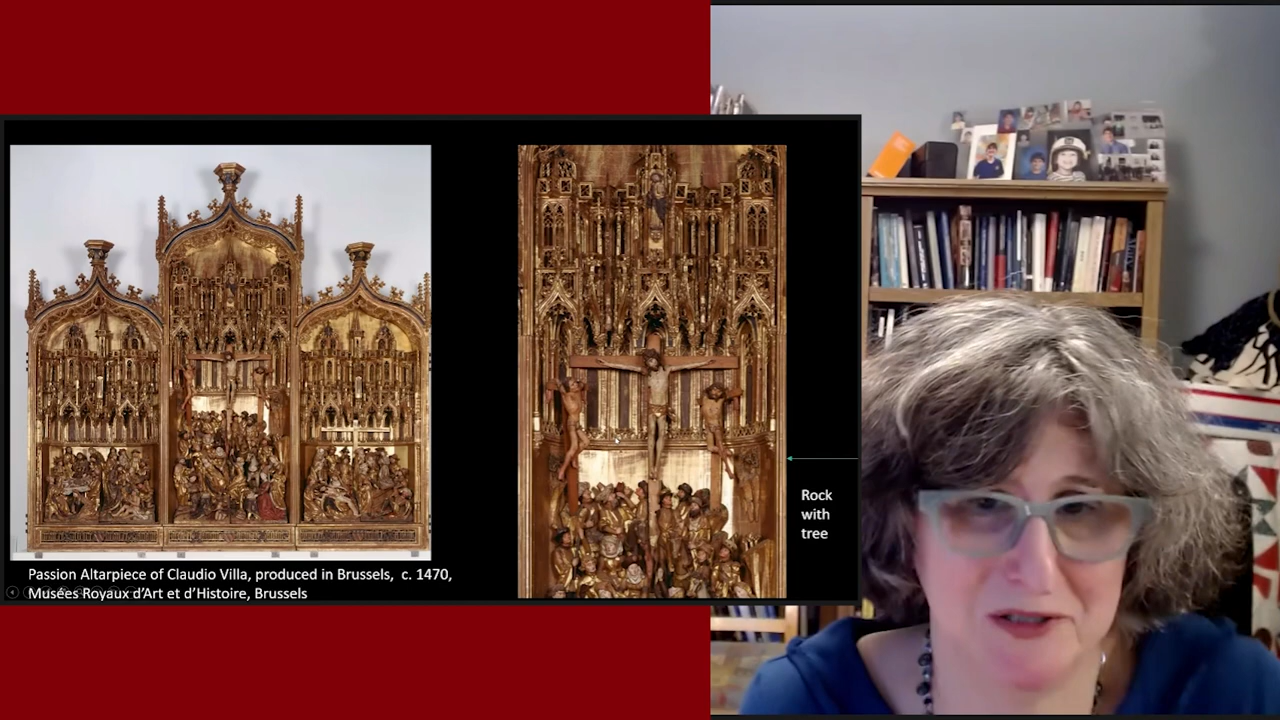 Rock
with
tree
Passion Altarpiece of Claudio Villa, produced in Brussels, c. 1470,
Musées Royaux d'Art et d'Histoire, Brussels